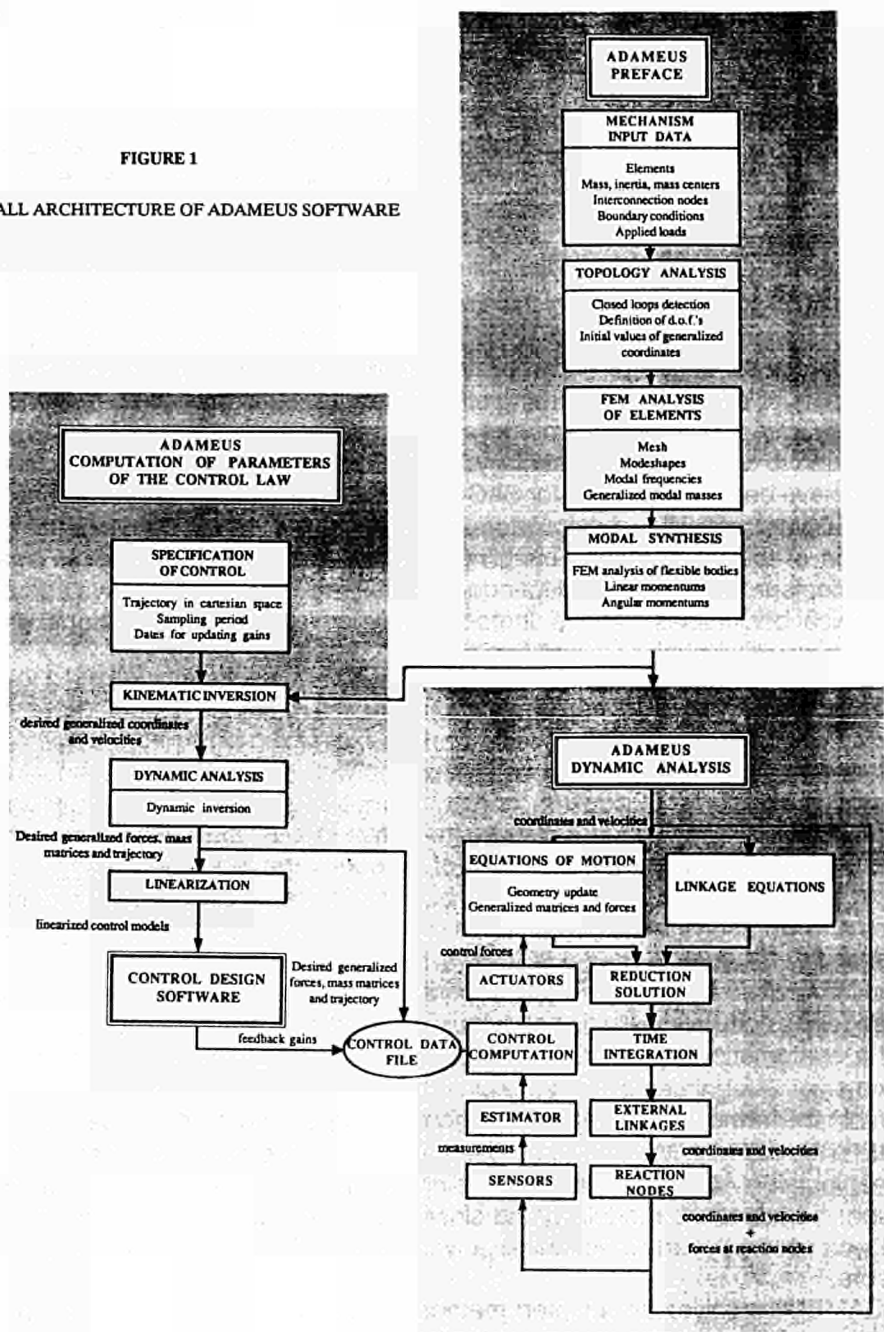 FIGURE 1
ALL ARCHITECTURE OF ADAMEUS SOFTWARE
ADAMEUS
PREFACE
MECHANISM
INPUT DATA
Elements
Mass, inertia, mass centers
Interconnection nodes
Boundary conditions
Applied loads
TOPOLOGY ANALYSIS
Closed loops detection
Definition of d.o.f.'s
Initial values of generalized
coordinates
FEM ANALYSIS
OF ELEMENTS
Mesh
Modeshapes
Modal frequencies
Generalized modal masses
MODAL SYNTHESIS
FEM analysis of flexible bodies
Linear momentums
Angular momentums
ADAMEUS
COMPUTATION OF PARAMETERS
OF THE CONTROL LAW
SPECIFICATION
OF CONTROL
Trajectory in cartesian space
Sampling period
Dates for updating gains
KINEMATIC INVERSION
desired generalized coordinates
and velocities
DYNAMIC ANALYSIS
Dynamic inversion
Desired generalized forces, mass
matrices and trajectory
LINEARIZATION
linearized control models
CONTROL DESIGN
SOFTWARE
Desired generalized
forces, mass matrices
and trajectory
feedback gains
CONTROL DATA
FILE
ADAMEUS
DYNAMIC ANALYSIS
coordinates and velocities
EQUATIONS OF MOTION
Geometry update
Generalized matrices and forces
LINKAGE EQUATIONS
control forces
ACTUATORS
REDUCTION
SOLUTION
CONTROL
COMPUTATION
TIME
INTEGRATION
ESTIMATOR
EXTERNAL
LINKAGES
measurements
coordinates and velocities
SENSORS
REACTION
NODES
coordinates and velocities
+
forces at reaction nodes